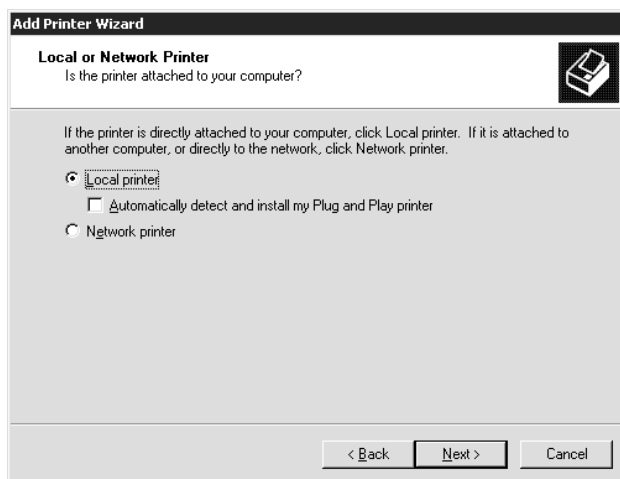 Add Printer Wizard
Local or Network Printer
Is the printer attached to your computer?
If the printer is directly attached to your computer, click Local printer. If it is attached to
another computer, or directly to the network, click Network printer.
Local printer
Automatically detect and install my Plug and Play printer
Network printer
< Back
Next >
Cancel